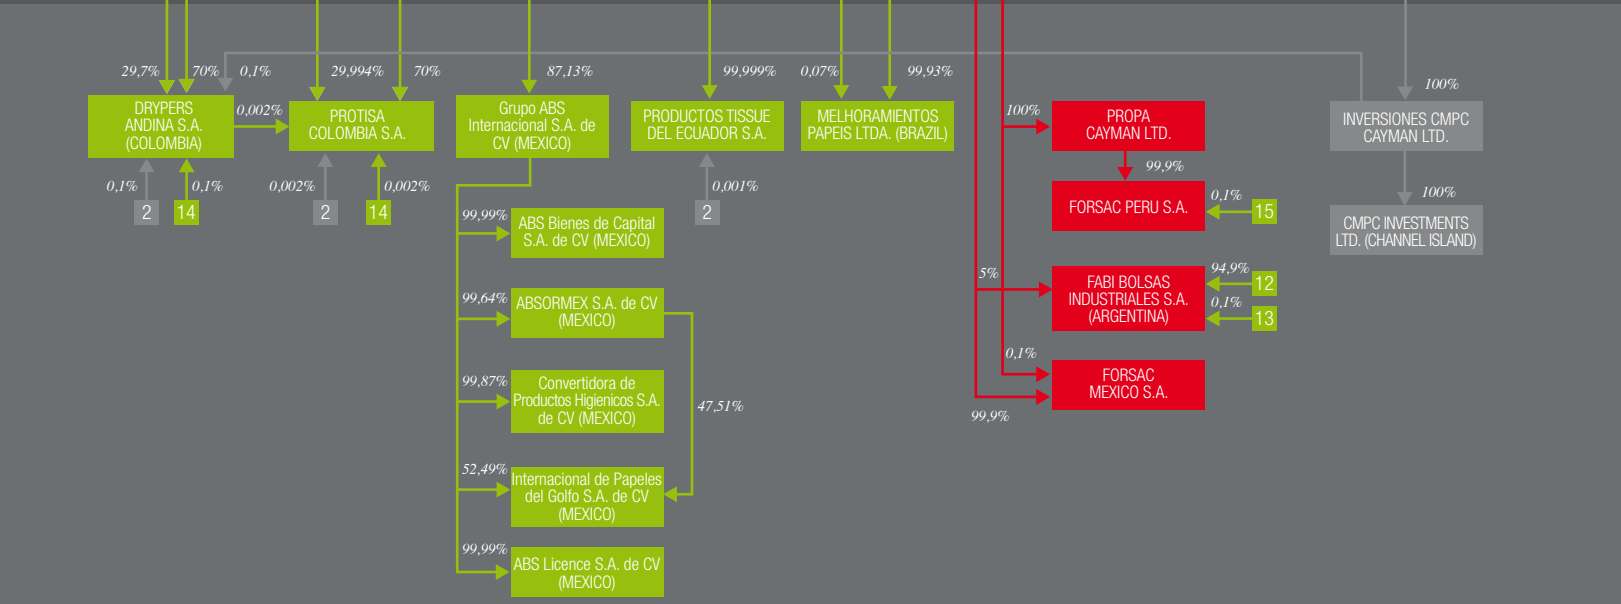 29,7%
70%
0,1%
29,994%
70%
87,13%
99,999%
0,07%
99,93%
100%
DRYPERS
ANDINA S.A.
(COLOMBIA)
0,002%
PROTISA
COLOMBIA S.A.
Grupo ABS
Internacional S.A. de
CV (MEXICO)
PRODUCTOS TISSUE
DEL ECUADOR S.A.
MELHORAMIENTOS
PAPEIS LTDA. (BRAZIL)
100%
PROPA
CAYMAN LTD.
INVERSIONES CMPC
CAYMAN LTD.
0,1%
0,1%
0,002%
0,002%
0,001%
99,9%
100%
2
14
2
14
2
FORSAC PERU S.A.
0,1%
15
CMPC INVESTMENTS
LTD. (CHANNEL ISLAND)
99,99%
ABS Bienes de Capital
S.A. de CV (MEXICO)
5%
FABI BOLSAS
INDUSTRIALES S.A.
(ARGENTINA)
94,9%
12
0,1%
13
99,64%
ABSORMEX S.A. de CV
(MEXICO)
0,1%
FORSAC
MEXICO S.A.
99,9%
99,87%
Convertidora de
Productos Higienicos S.A.
de CV (MEXICO)
47,51%
52,49%
Internacional de Papeles
del Golfo S.A. de CV
(MEXICO)
99,99%
ABS Licence S.A. de CV
(MEXICO)